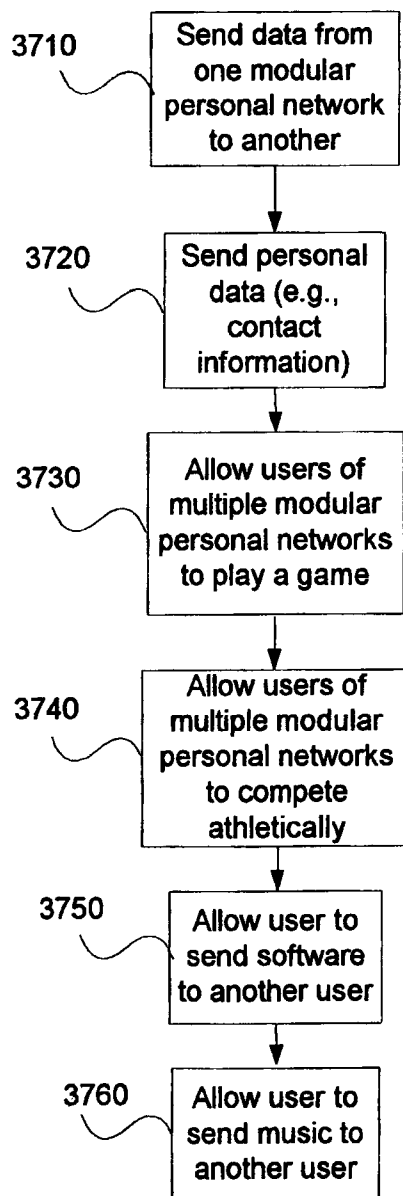 3710
Send data from
one modular
personal network
to another
3720
Send personal
data (e.g.,
contact
information)
3730
Allow users of
multiple modular
personal networks
to play a game
3740
Allow users of
multiple modular
personal networks
to compete
athletically
3750
Allow user to
send software
to another user
3760
Allow user to
send music to
another user